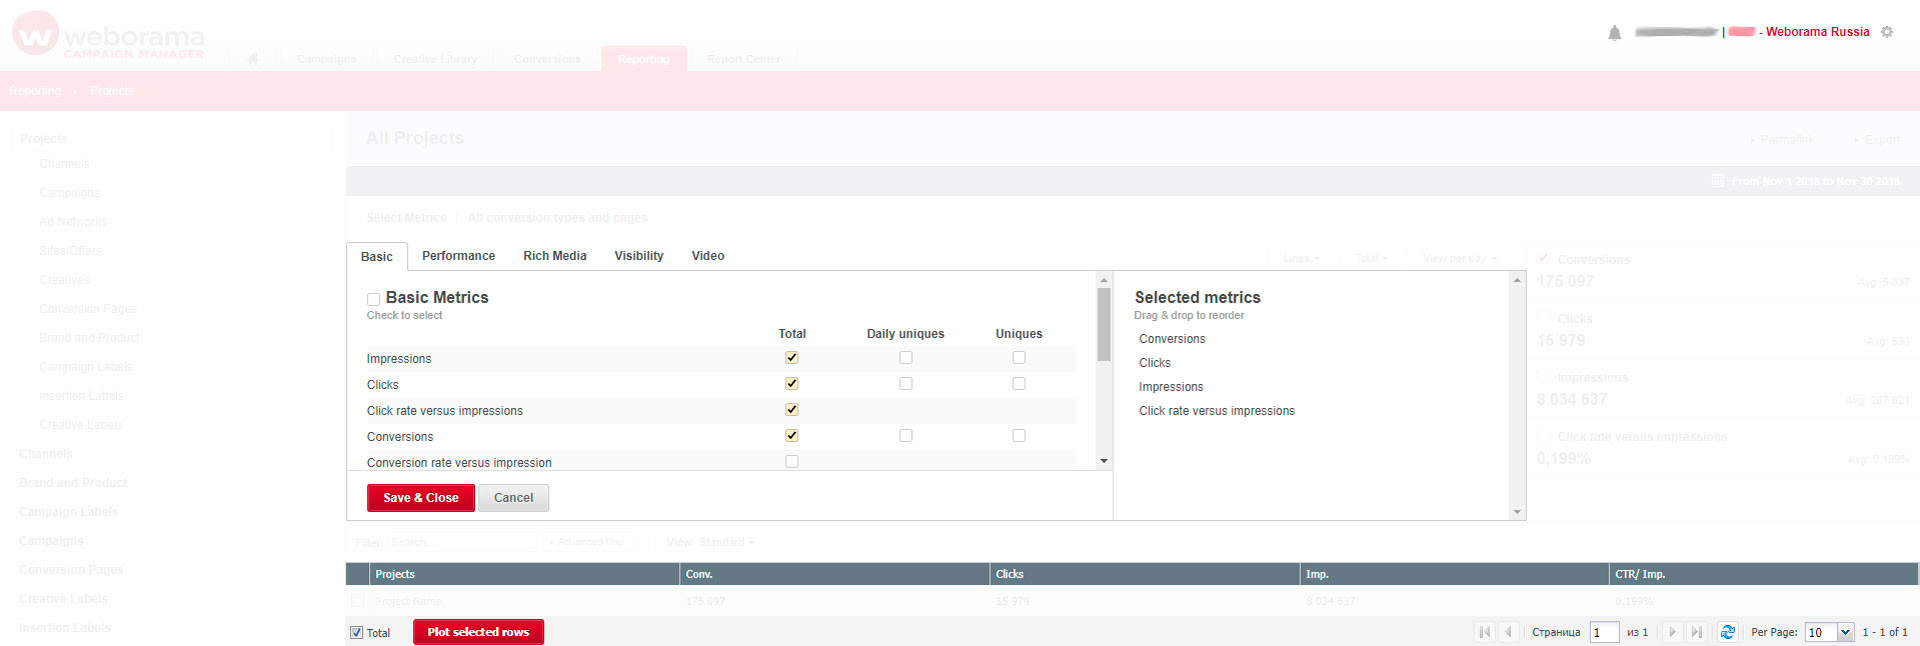 weborama
CAMPAIGN MANAGER
| - Weborama Russia
Campaigns Creative Library Conversions Reporting Report Center
Reporting Projects
Projects
Channels
Campaigns
Ad Networks
Sites/Offers
Creatives
Conversion Pages
Brand and Product
Campaign Labels
Insertion Labels
Creative Labels
Channels
Brand and Product
Campaign Labels
Campaigns
Conversion Pages
Creative Labels
Insertion Labels
All Projects
Permalink Export
From Nov 1 2018 to Nov 30 2018
Select Metrics | All conversion types and pages
Basic Performance Rich Media Visibility Video
Lines Total View per day
Basic Metrics
Check to select
Total Daily uniques Uniques
Impressions
Clicks
Click rate versus impressions
Conversions
Conversion rate versus impression
Save & Close Cancel
Selected metrics
Drag & drop to reorder
Conversions
Clicks
Impressions
Click rate versus impressions
Conversions
175 097 Avg: 5 837
Clicks
15 979 Avg: 533
Impressions
8 034 637 Avg: 267 821
Click rate versus impressions
0,199% Avg: 0.199%
Filter: Search... Advanced filter View Standard
Projects Conv. Clicks Imp. CTR/ Imp.
Project Name 175 097 15 979 8 034 637 0,199%
Total Plot selected rows
Страница 1 из 1 Per Page: 10 1 - 1 of 1